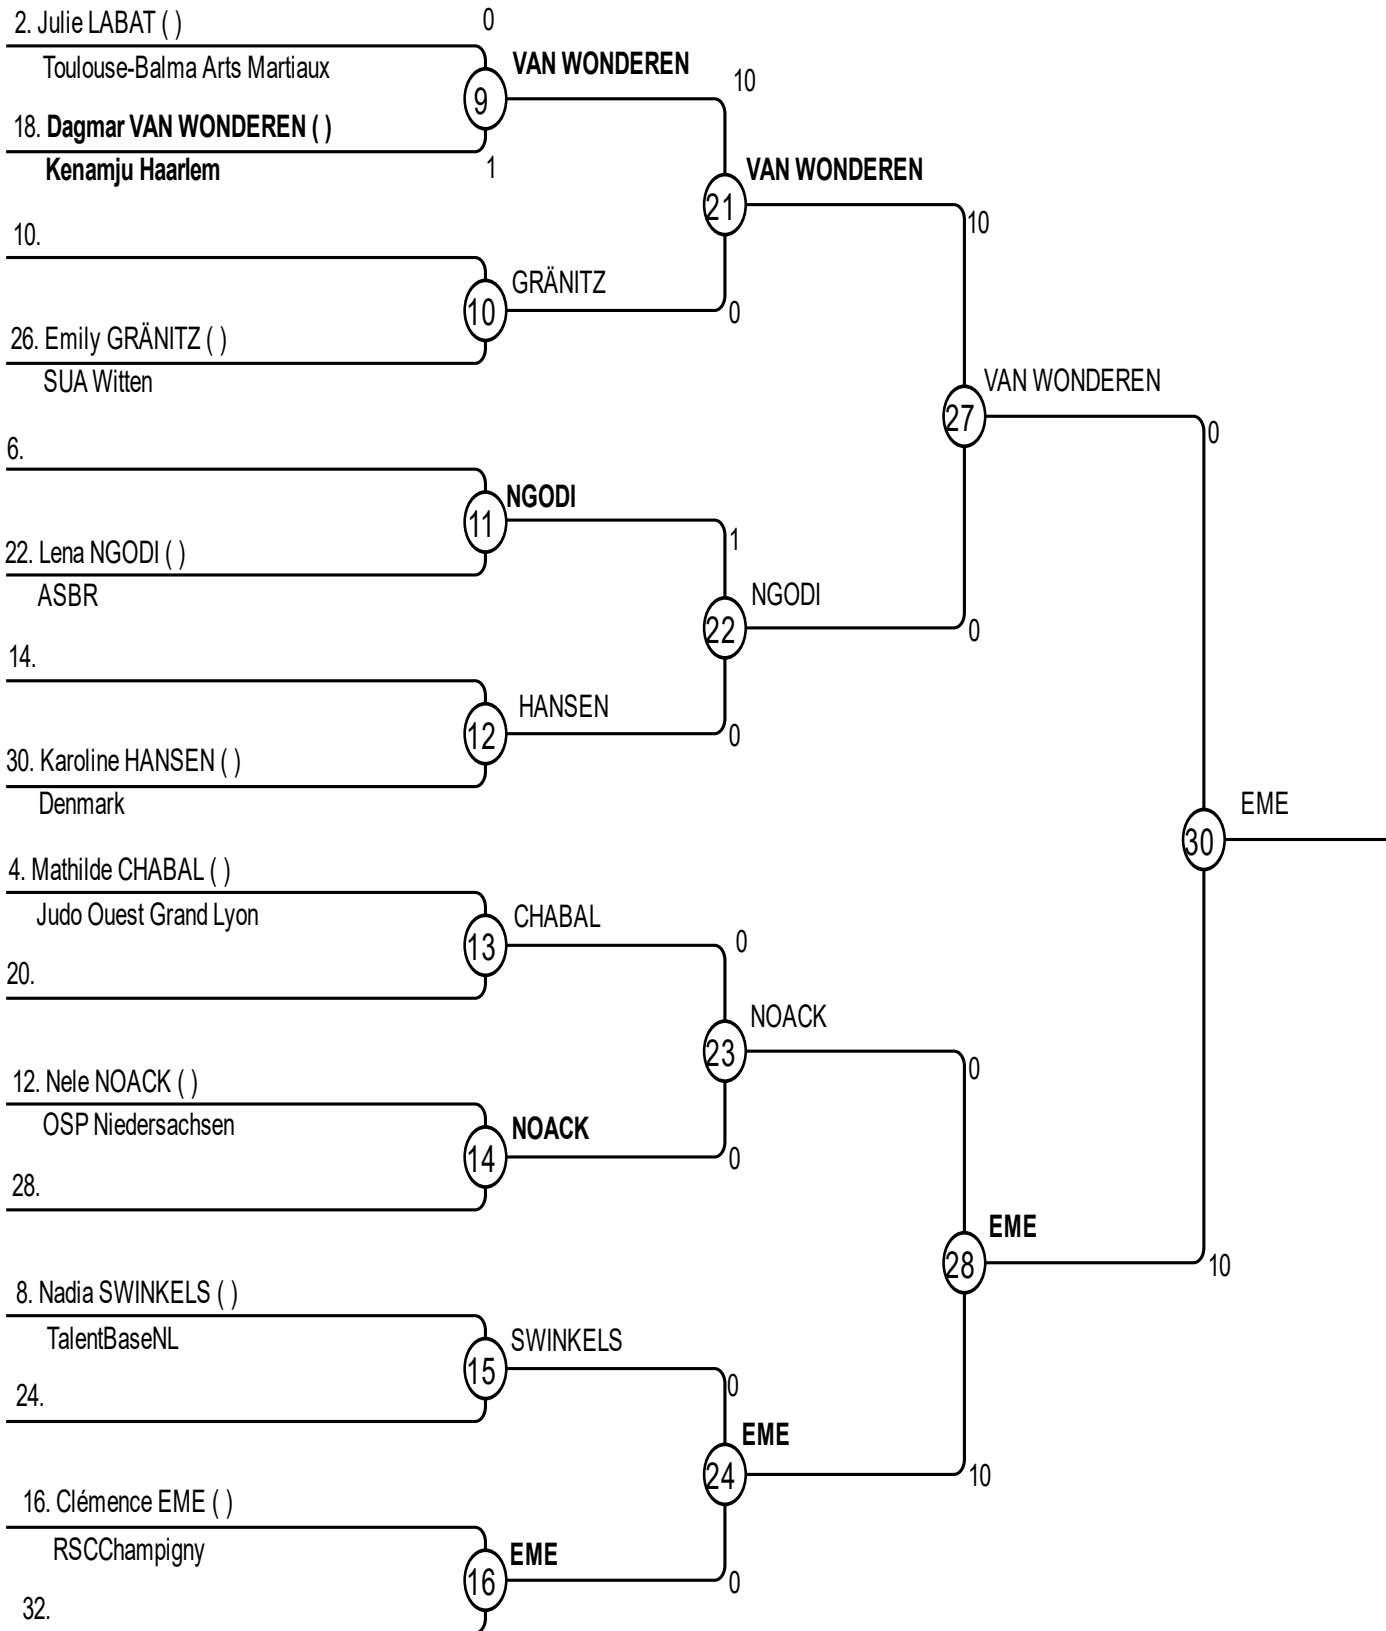 2. Julie LABAT ( )
0
Toulouse-Balma Arts Martiaux
VAN WONDEREN
10
9
18. Dagmar VAN WONDEREN ( )
1
Kenamju Haarlem
VAN WONDEREN
21
10
10.
GRÄNITZ
10
0
26. Emily GRÄNITZ ( )
SUA Witten
VAN WONDEREN
27
0
6.
NGODI
11
1
22. Lena NGODI ( )
ASBR
NGODI
22
0
14.
HANSEN
12
0
30. Karoline HANSEN ( )
Denmark
EME
30
4. Mathilde CHABAL ( )
Judo Ouest Grand Lyon
CHABAL
13
0
20.
NOACK
23
0
12. Nele NOACK ( )
OSP Niedersachsen
NOACK
14
0
28.
EME
28
10
8. Nadia SWINKELS ( )
TalentBaseNL
SWINKELS
15
0
24.
EME
24
10
16. Clémence EME ( )
RSCChampigny
EME
16
0
32.